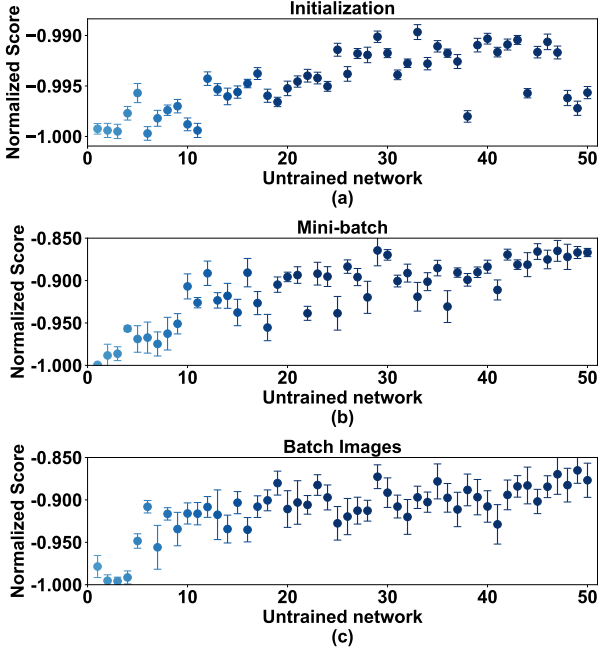 Initialization
Normalized Score
−0.990
−0.995
−1.000
0 10 20 30 40 50
Untrained network
(a)
Mini-batch
Normalized Score
-0.850
-0.900
-0.950
-1.000
0 10 20 30 40 50
Untrained network
(b)
Batch Images
Normalized Score
-0.850
-0.900
-0.950
-1.000
0 10 20 30 40 50
Untrained network
(c)